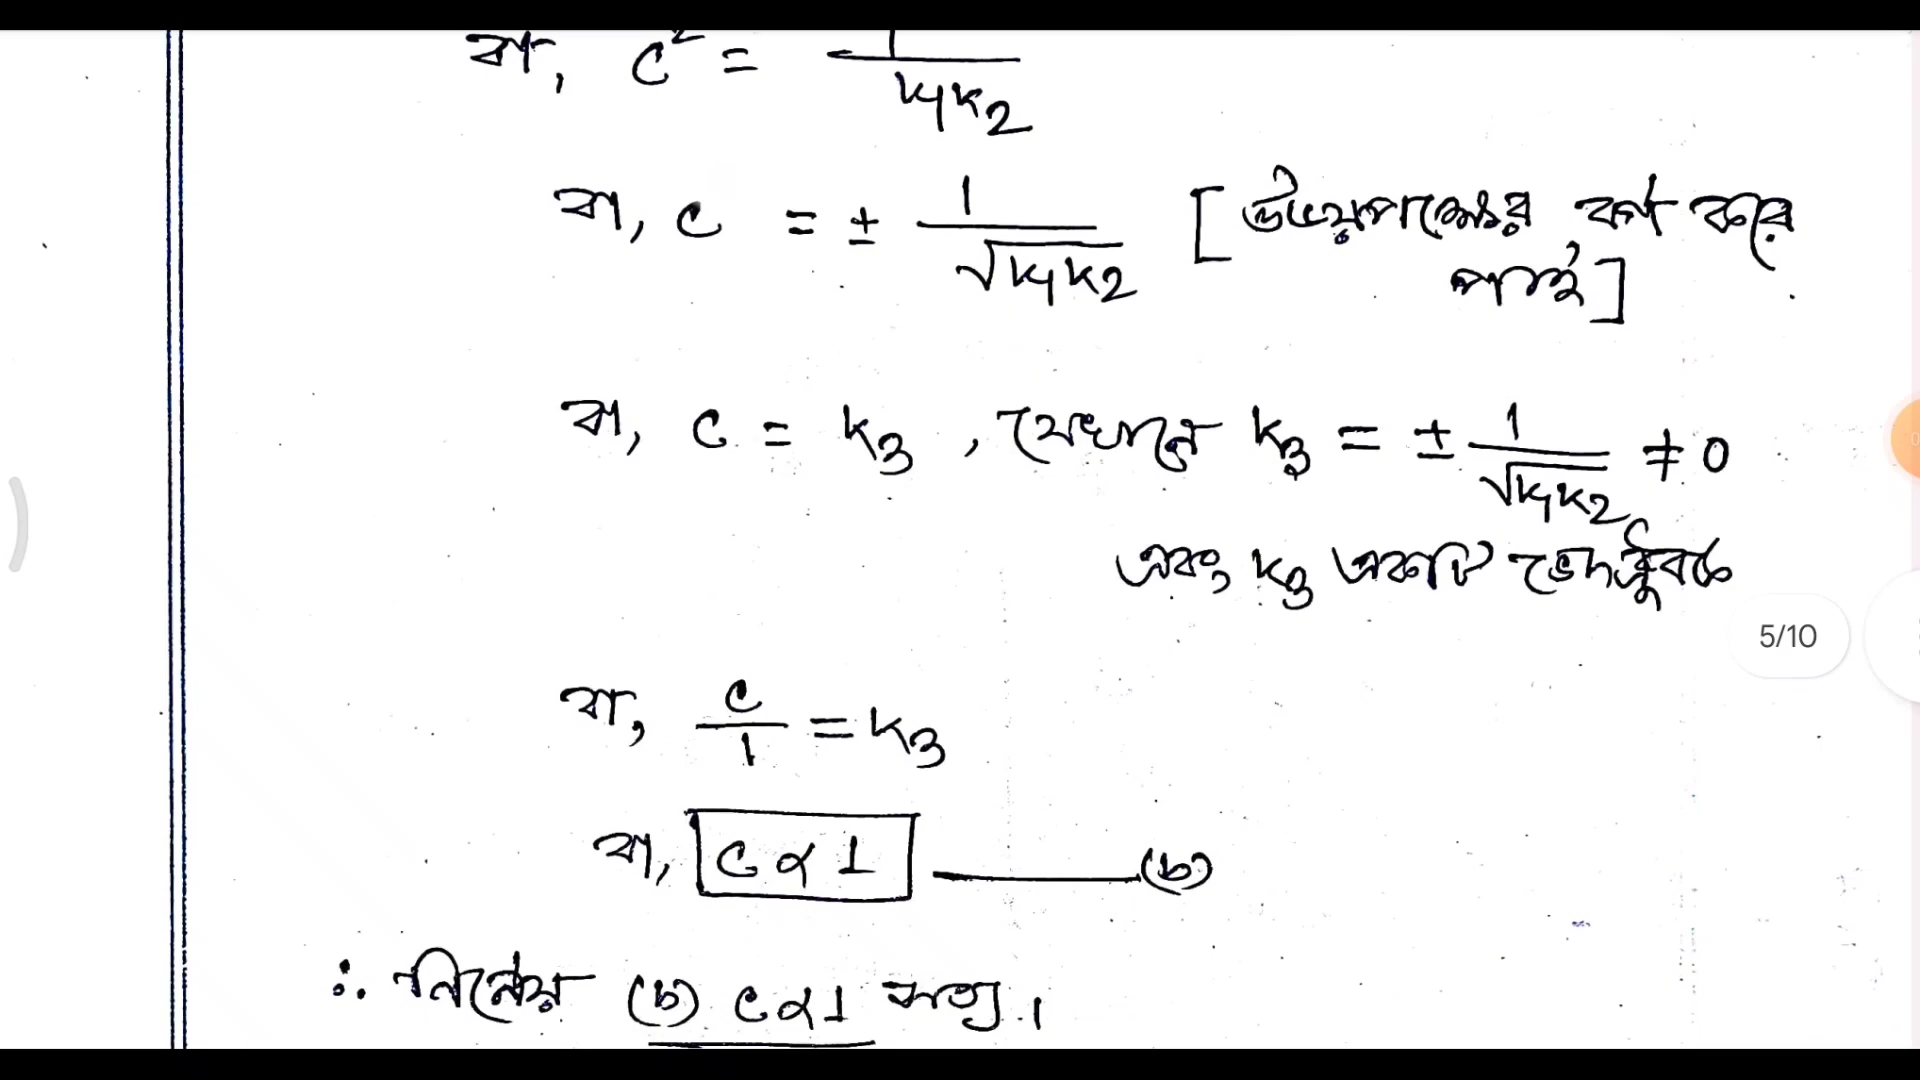 বা, c² = 1/k₁k₂
বা, c = ± 1/√k₁k₂ [উভয়পক্ষের বর্গ করে
পাই]
বা, c = k₃, যেখানে k₃ = ± 1/√k₁k₂ ≠ 0
এবং k₃ একটি ভেদধ্রুবক
5/10
বা, c/1 = k₃
বা, c ∝ 1 ——— (চ)
∴ নির্নেয় (চ) c ∝ 1 সত্য।